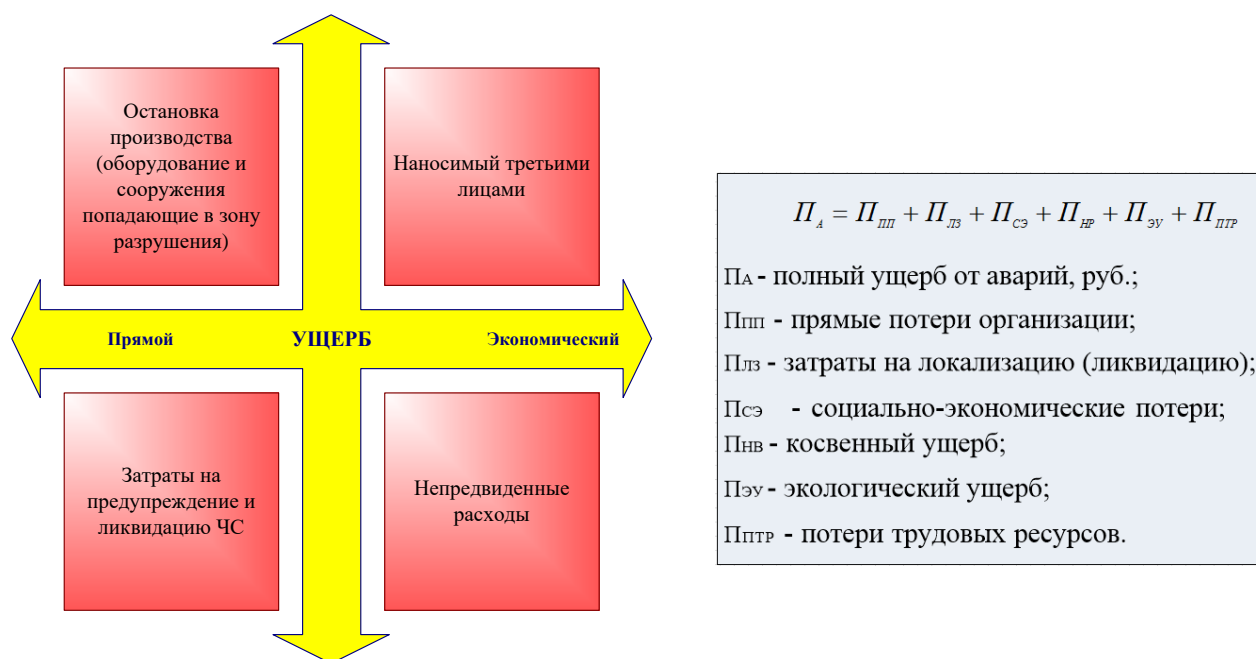 Остановка
производства
(оборудование и
сооружения
попадающие в зону
разрушения)
Наносимый третьими
лицами
Прямой
УЩЕРБ
Экономический
Затраты на
предупреждение и
ликвидацию ЧС
Непредвиденные
расходы
П_А = П_ПП + П_ЛЗ + П_СЭ + П_НР + П_ЭУ + П_ПТР
ПА - полный ущерб от аварий, руб.;
ППП - прямые потери организации;
ПЛЗ - затраты на локализацию (ликвидацию);
ПСЭ - социально-экономические потери;
ПНВ - косвенный ущерб;
ПЭУ - экологический ущерб;
ППТР - потери трудовых ресурсов.